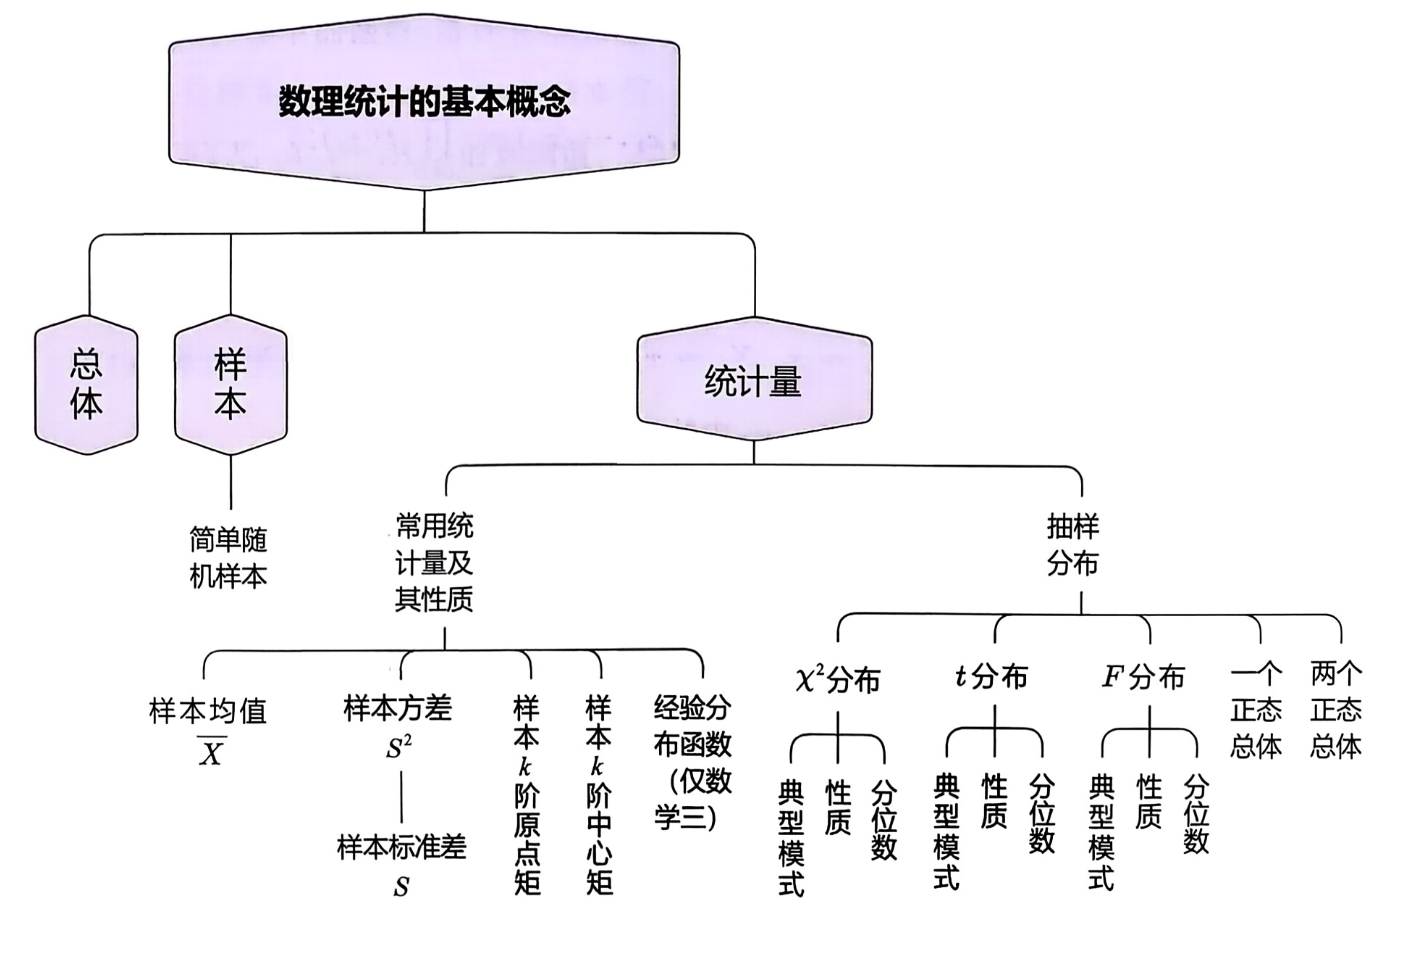 数理统计的基本概念
总体
样本
统计量
简单随
机样本
常用统
计量及
其性质
抽样
分布
样本均值
X̅
样本方差
S²
样本标准差
S
样本k阶原点矩
样本k阶中心矩
经验分
布函数
（仅数
学三）
χ²分布
典型模式
性质
分位数
t分布
典型模式
性质
分位数
F分布
典型模式
性质
分位数
一个
正态
总体
两个
正态
总体